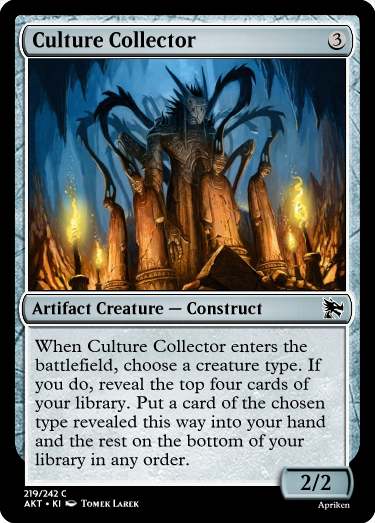 Culture Collector 3
Artifact Creature — Construct
When Culture Collector enters the
battlefield, choose a creature type. If
you do, reveal the top four cards of
your library. Put a card of the chosen
type revealed this way into your hand
and the rest on the bottom of your
library in any order.
2/2
219/242 C
AKT • KI Tomek Larek
Apriken